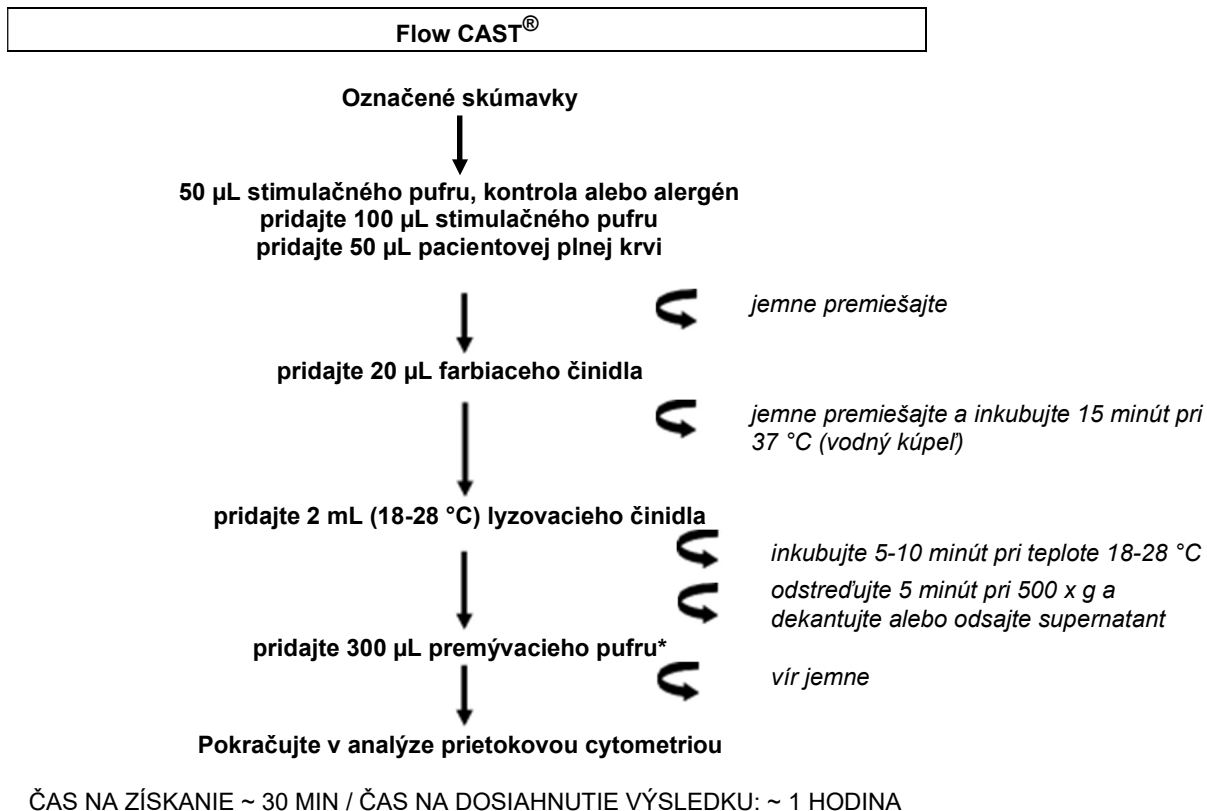 Flow CAST®
Označené skúmavky
50 µL stimulačného pufru, kontrola alebo alergén
pridajte 100 µL stimulačného pufru
pridajte 50 µL pacientovej plnej krvi
jemne premiešajte
pridajte 20 µL farbiaceho činidla
jemne premiešajte a inkubujte 15 minút pri
37 °C (vodný kúpeľ)
pridajte 2 mL (18-28 °C) lyzovacieho činidla
inkubujte 5-10 minút pri teplote 18-28 °C
odstreďujte 5 minút pri 500 x g a
dekantujte alebo odsajte supernatant
pridajte 300 µL premývacieho pufru*
vír jemne
Pokračujte v analýze prietokovou cytometriou
ČAS NA ZÍSKANIE ~ 30 MIN / ČAS NA DOSIAHNUTIE VÝSLEDKU: ~ 1 HODINA